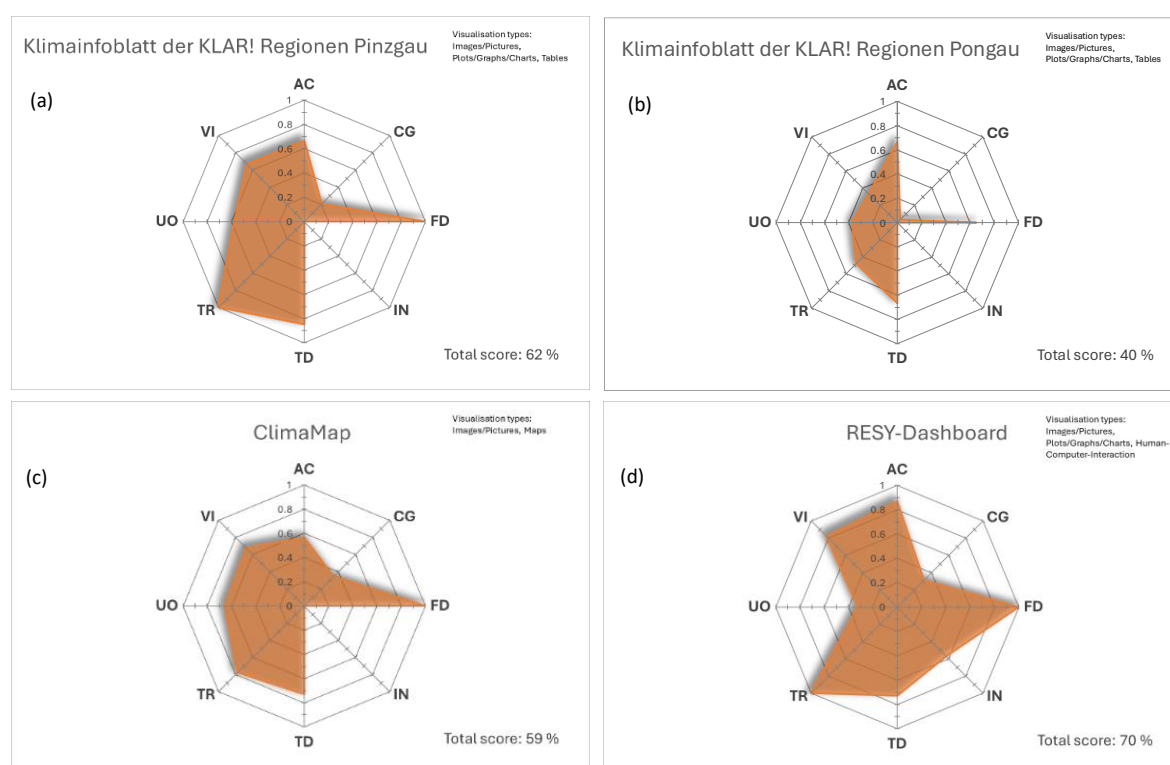 Klimainfoblatt der KLAR! Regionen Pinzgau
Visualisation types:
Images/Pictures,
Plots/Graphs/Charts, Tables
(a)
AC
1
CG
0.8
VI
0.6
0.4
0.2
UO
0
FD
TR
IN
TD
Total score: 62 %
Klimainfoblatt der KLAR! Regionen Pongau
Visualisation types:
Images/Pictures,
Plots/Graphs/Charts, Tables
(b)
AC
1
CG
0.8
VI
0.6
0.4
0.2
UO
0
FD
TR
IN
TD
Total score: 40 %
ClimaMap
Visualisation types:
Images/Pictures, Maps
(c)
AC
1
CG
0.8
VI
0.6
0.4
0.2
UO
0
FD
TR
IN
TD
Total score: 59 %
RESY-Dashboard
Visualisation types:
Images/Pictures,
Plots/Graphs/Charts, Human-
Computer-Interaction
(d)
AC
1
CG
0.8
VI
0.6
0.4
0.2
UO
0
FD
TR
IN
TD
Total score: 70 %